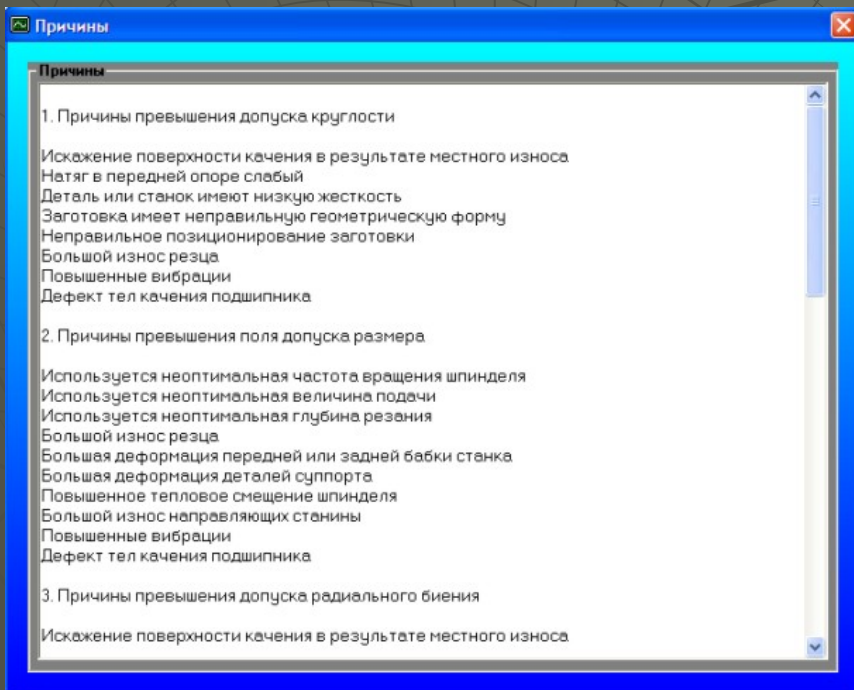 Причины
Причины
1. Причины превышения допуска круглости
Искажение поверхности качения в результате местного износа
Натяг в передней опоре слабый
Деталь или станок имеют низкую жесткость
Заготовка имеет неправильную геометрическую форму
Неправильное позиционирование заготовки
Большой износ резца
Повышенные вибрации
Дефект тел качения подшипника
2. Причины превышения поля допуска размера
Используется неоптимальная частота вращения шпинделя
Используется неоптимальная величина подачи
Используется неоптимальная глубина резания
Большой износ резца
Большая деформация передней или задней бабки станка
Большая деформация деталей суппорта
Повышенное тепловое смещение шпинделя
Большой износ направляющих станины
Повышенные вибрации
Дефект тел качения подшипника
3. Причины превышения допуска радиального биения
Искажение поверхности качения в результате местного износа